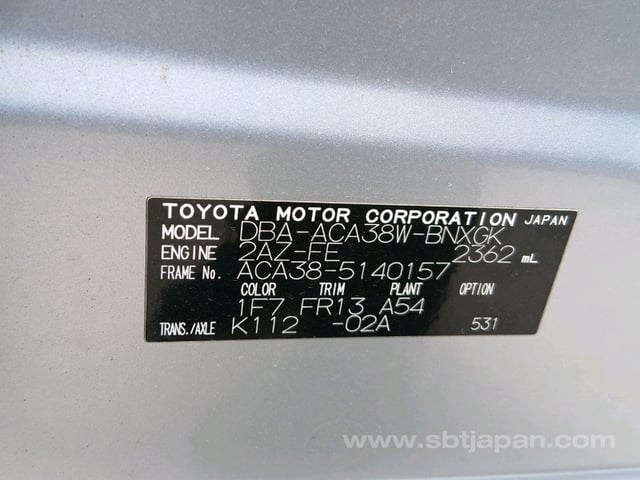 TOYOTA MOTOR CORPORATION JAPAN
MODEL DBA-ACA38W-BNXGK
ENGINE 2AZ-FE 2362 mL
FRAME No. ACA38-5140157
COLOR TRIM PLANT OPTION
1F7 FR13 A54
TRANS./AXLE K112 -02A 531
www.sbtjapan.com